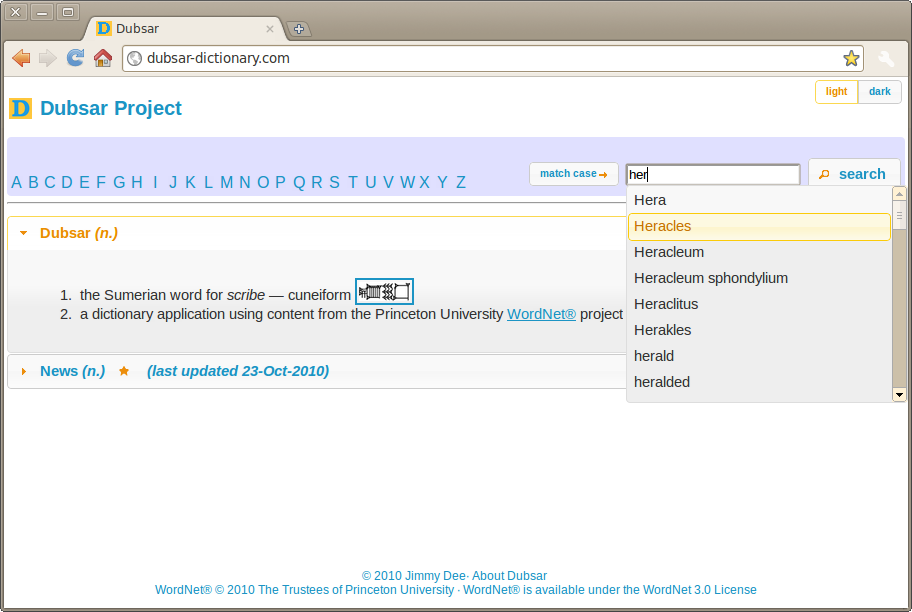 Dubsar
dubsar-dictionary.com
light dark
D Dubsar Project
A B C D E F G H I J K L M N O P Q R S T U V W X Y Z
match case
her
search
Hera
Heracles
Heracleum
Heracleum sphondylium
Heraclitus
Herakles
herald
heralded
Dubsar (n.)
1. the Sumerian word for scribe — cuneiform
2. a dictionary application using content from the Princeton University WordNet® project
News (n.) (last updated 23-Oct-2010)
© 2010 Jimmy Dee· About Dubsar
WordNet® © 2010 The Trustees of Princeton University · WordNet® is available under the WordNet 3.0 License